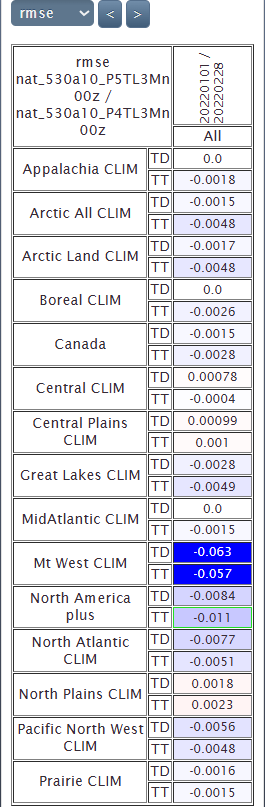 rmse < >
rmse
nat_530a10_P5TL3Mn
00z /
nat_530a10_P4TL3Mn
00z
20220101 /
20220228
All
Appalachia CLIM TD 0.0
TT -0.0018
Arctic All CLIM TD -0.0015
TT -0.0048
Arctic Land CLIM TD -0.0017
TT -0.0048
Boreal CLIM TD 0.0
TT -0.0026
Canada TD -0.0015
TT -0.0028
Central CLIM TD 0.00078
TT -0.0004
Central Plains
CLIM
TD 0.00099
TT 0.001
Great Lakes CLIM TD -0.0028
TT -0.0049
MidAtlantic CLIM TD 0.0
TT -0.0015
Mt West CLIM TD -0.063
TT -0.057
North America
plus
TD -0.0084
TT -0.011
North Atlantic
CLIM
TD -0.0077
TT -0.0051
North Plains CLIM TD 0.0018
TT 0.0023
Pacific North West
CLIM
TD -0.0056
TT -0.0048
Prairie CLIM TD -0.0016
TT -0.0015